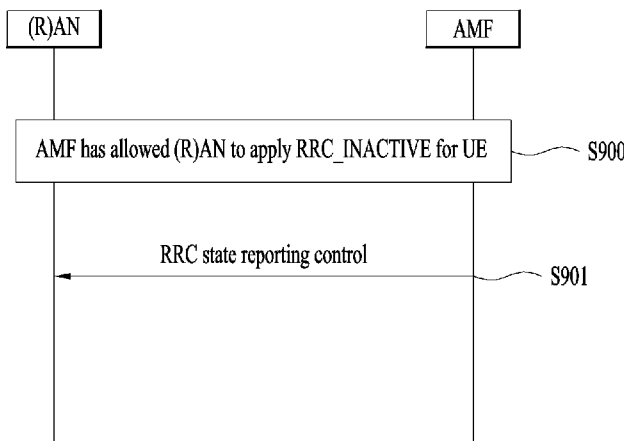 (R)AN
AMF
AMF has allowed (R)AN to apply RRC_INACTIVE for UE
S900
RRC state reporting control
S901